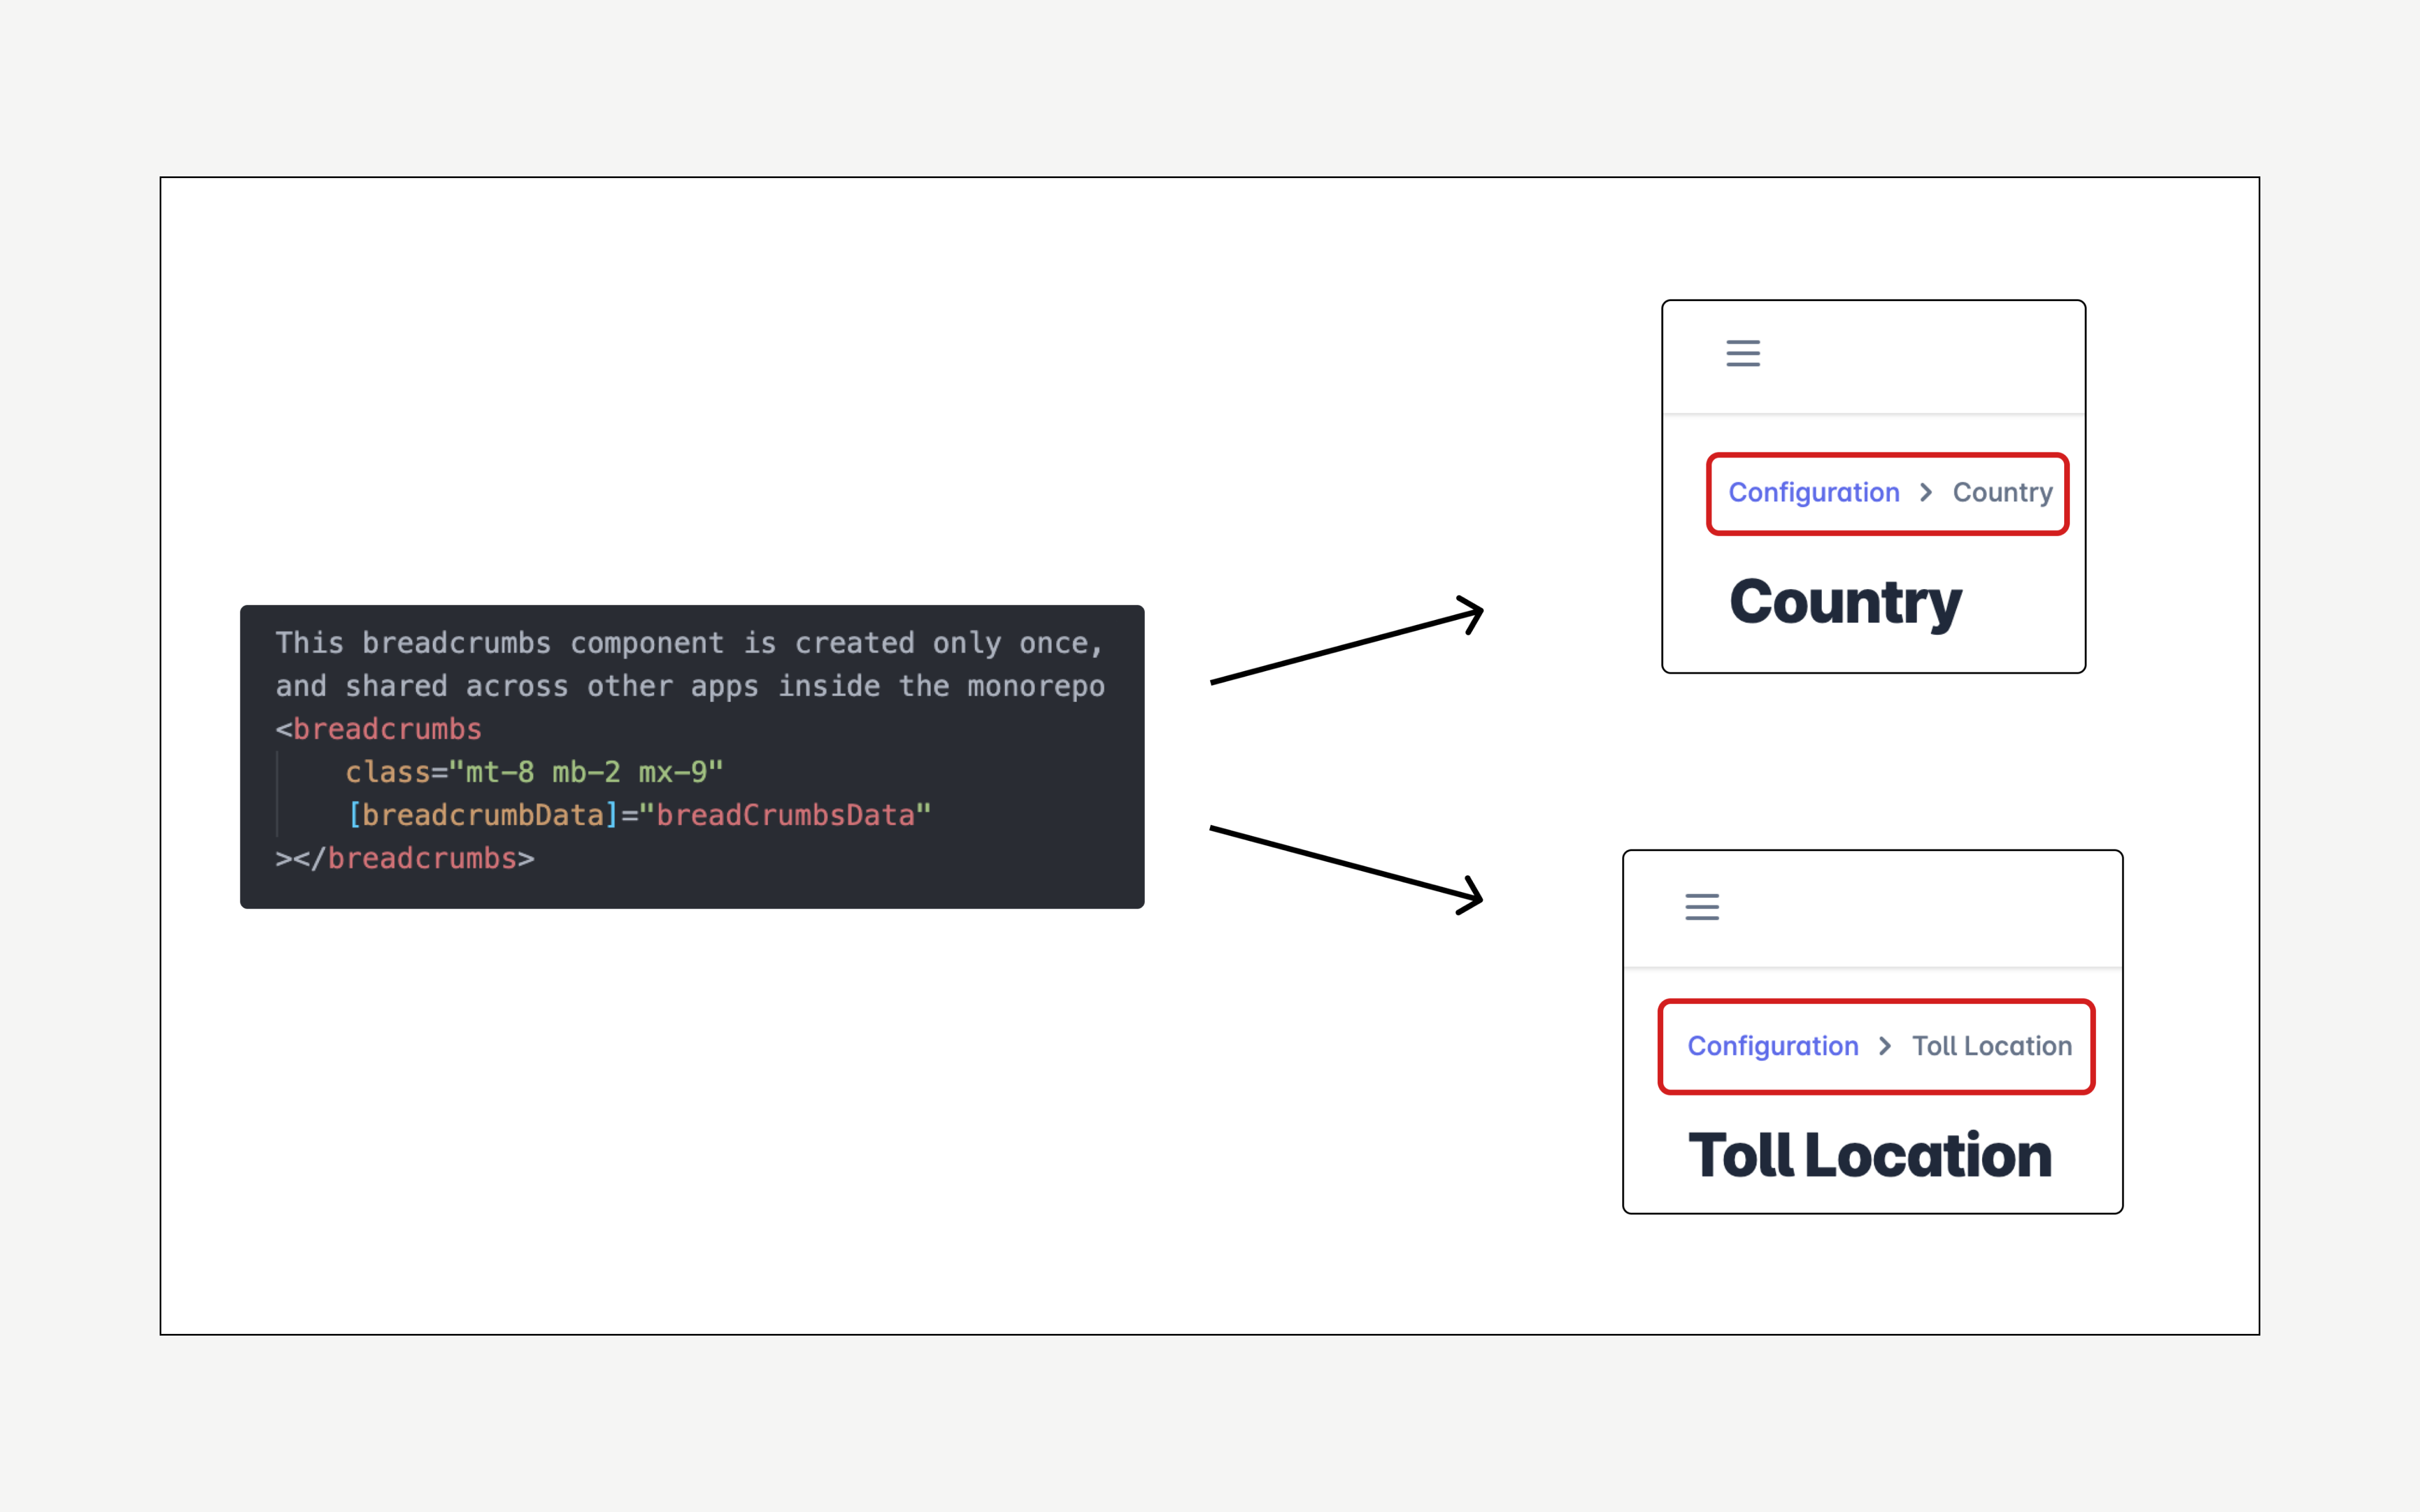 This breadcrumbs component is created only once,
and shared across other apps inside the monorepo
<breadcrumbs
class="mt-8 mb-2 mx-9"
[breadcrumbData]="breadCrumbsData"
></breadcrumbs>
Configuration > Country
Country
Configuration > Toll Location
Toll Location